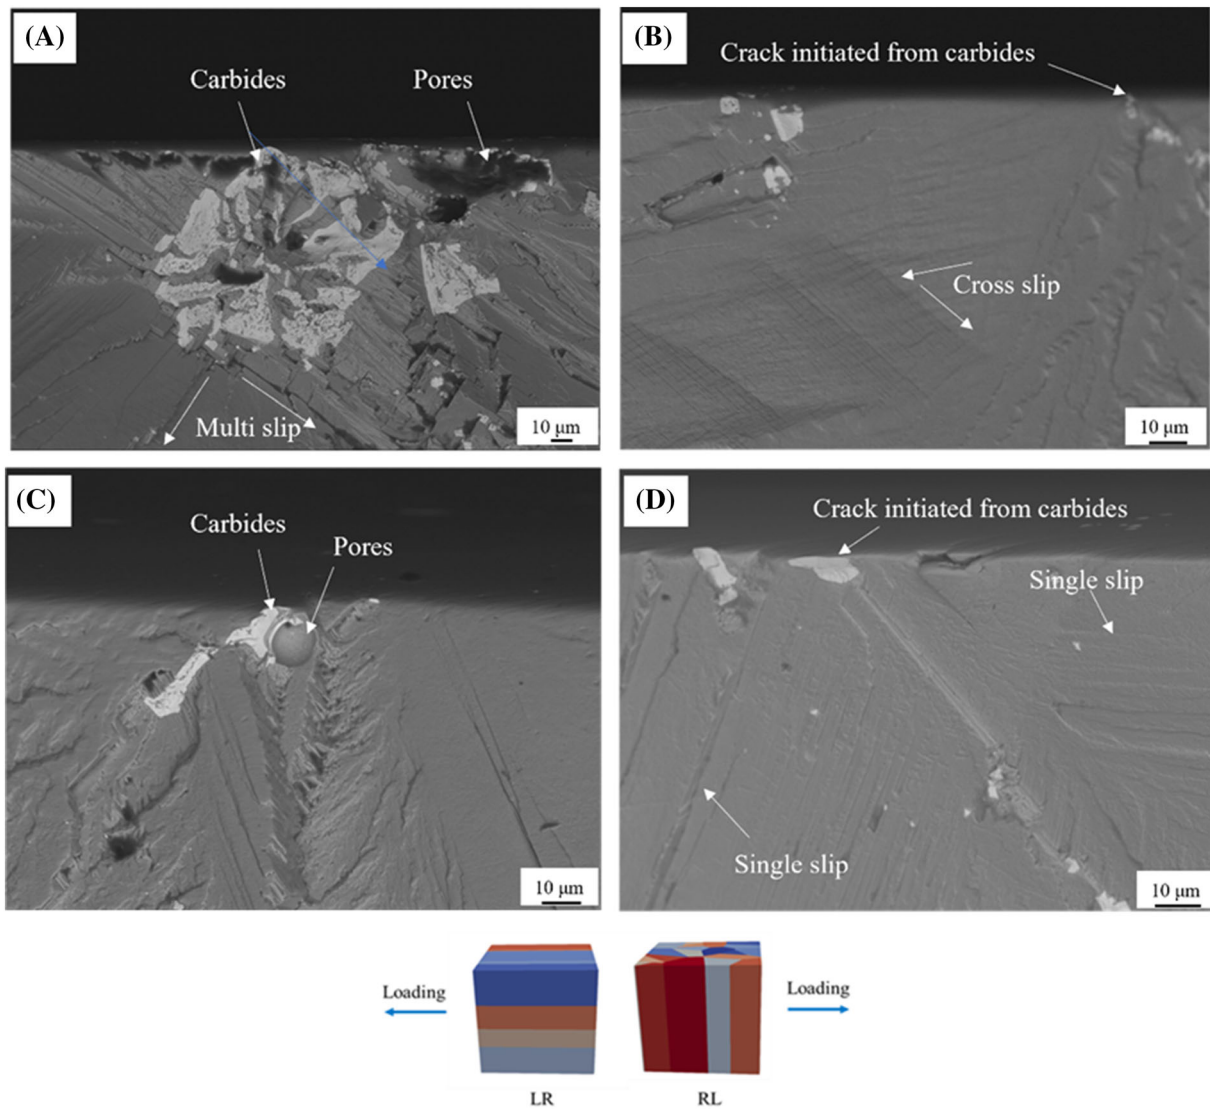 (A)
Carbides
Pores
Multi slip
10 μm
(B)
Crack initiated from carbides
Cross slip
10 μm
(C)
Carbides
Pores
10 μm
(D)
Crack initiated from carbides
Single slip
Single slip
10 μm
Loading
Loading
LR
RL